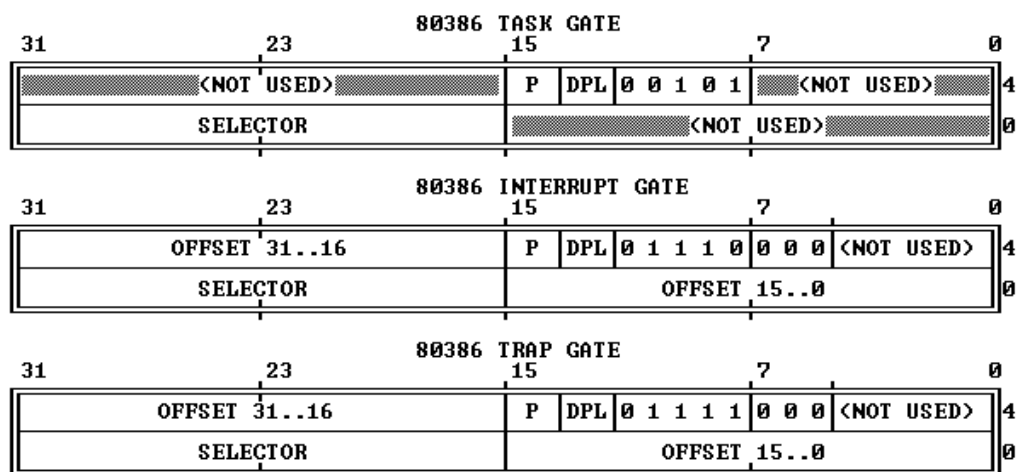 80386 TASK GATE
31 23 15 7 0
(NOT USED) P DPL 0 0 1 0 1 (NOT USED) 4
SELECTOR (NOT USED) 0
80386 INTERRUPT GATE
31 23 15 7 0
OFFSET 31..16 P DPL 0 1 1 1 0 0 0 0 (NOT USED) 4
SELECTOR OFFSET 15..0 0
80386 TRAP GATE
31 23 15 7 0
OFFSET 31..16 P DPL 0 1 1 1 1 0 0 0 (NOT USED) 4
SELECTOR OFFSET 15..0 0